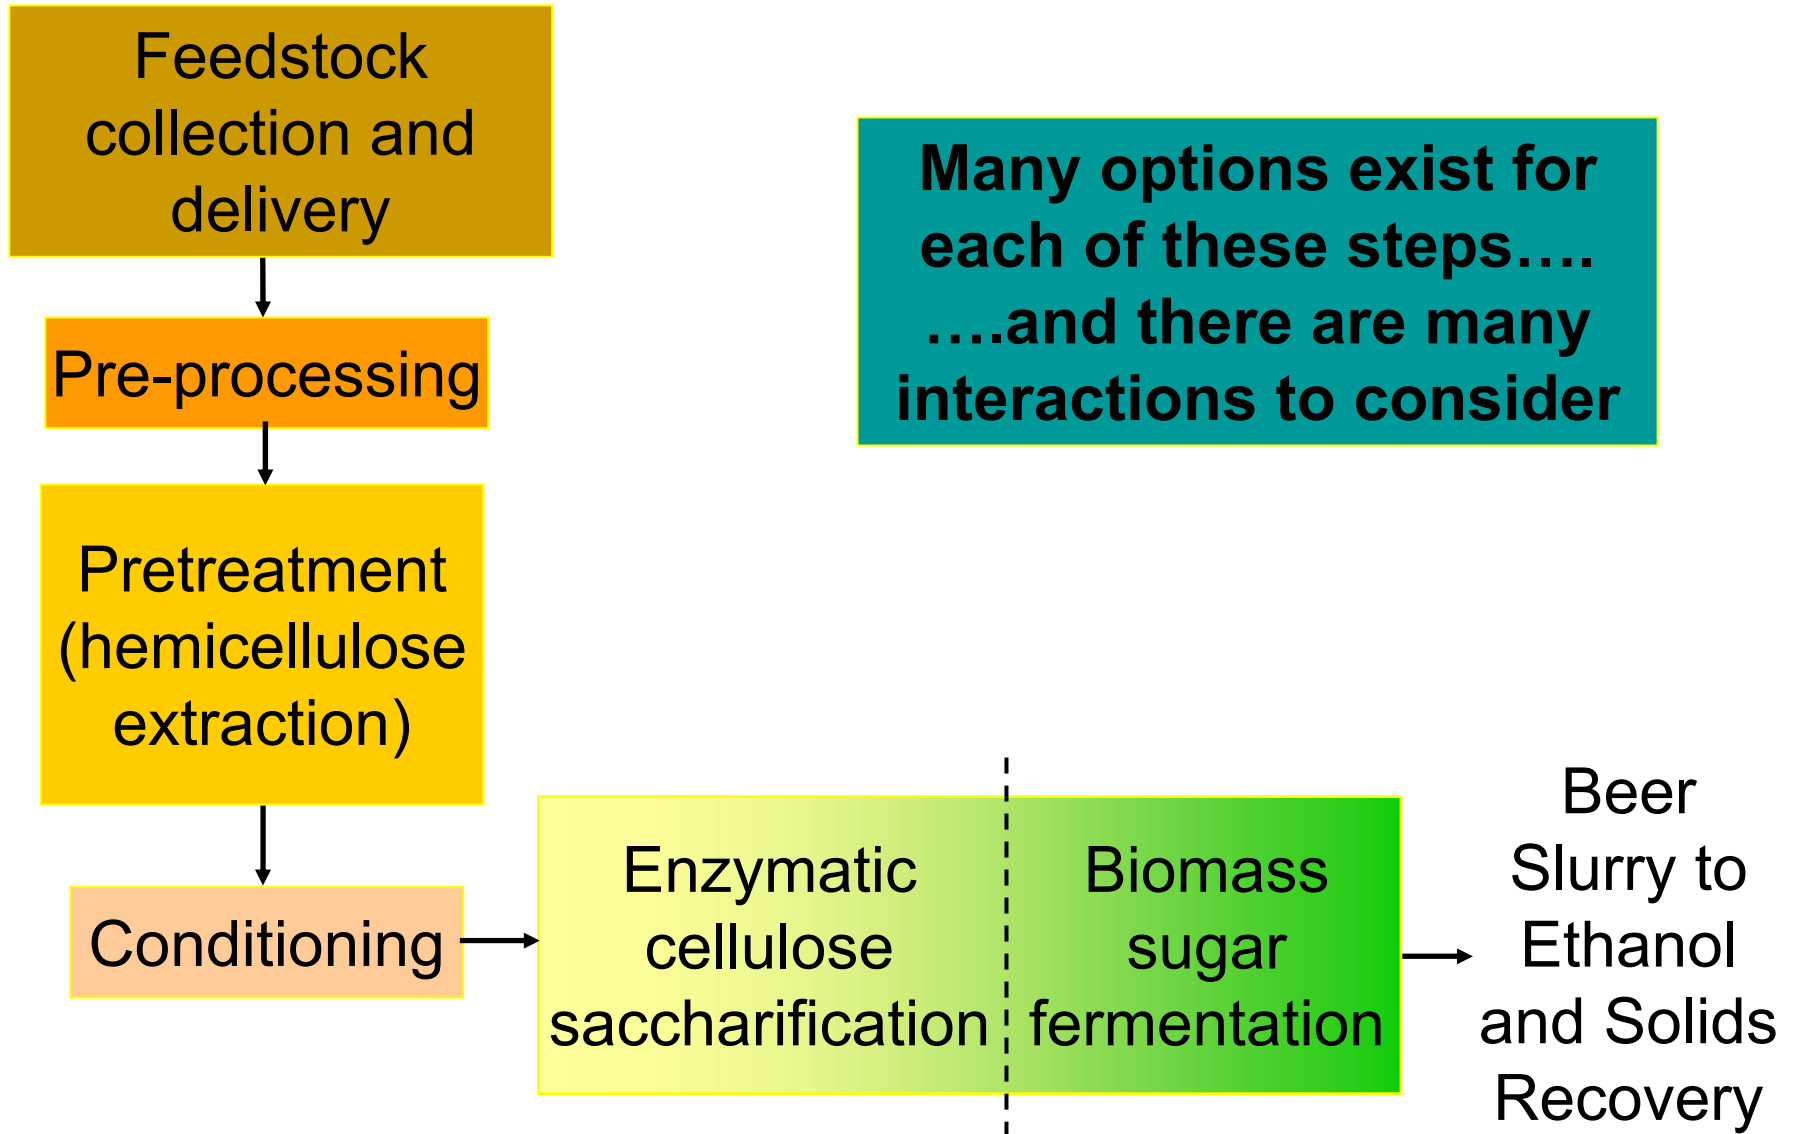 Feedstock
collection and
delivery
Many options exist for
each of these steps….
….and there are many
interactions to consider
Pre-processing
Pretreatment
(hemicellulose
extraction)
Conditioning
Enzymatic
cellulose
saccharification
Biomass
sugar
fermentation
Beer
Slurry to
Ethanol
and Solids
Recovery